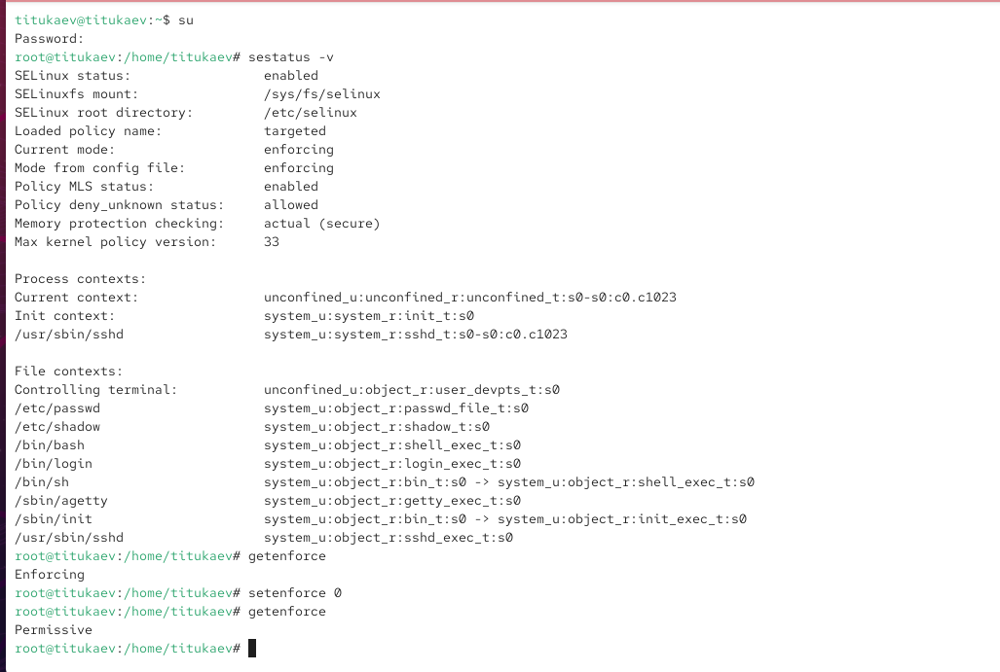 titukaev@titukaev:~$ su
Password:
root@titukaev:/home/titukaev# sestatus -v
SELinux status:                 enabled
SELinuxfs mount:                /sys/fs/selinux
SELinux root directory:         /etc/selinux
Loaded policy name:             targeted
Current mode:                   enforcing
Mode from config file:          enforcing
Policy MLS status:              enabled
Policy deny_unknown status:     allowed
Memory protection checking:     actual (secure)
Max kernel policy version:      33

Process contexts:
Current context:                unconfined_u:unconfined_r:unconfined_t:s0-s0:c0.c1023
Init context:                   system_u:system_r:init_t:s0
/usr/sbin/sshd                  system_u:system_r:sshd_t:s0-s0:c0.c1023

File contexts:
Controlling terminal:           unconfined_u:object_r:user_devpts_t:s0
/etc/passwd                     system_u:object_r:passwd_file_t:s0
/etc/shadow                     system_u:object_r:shadow_t:s0
/bin/bash                       system_u:object_r:shell_exec_t:s0
/bin/login                      system_u:object_r:login_exec_t:s0
/bin/sh                         system_u:object_r:bin_t:s0 -> system_u:object_r:shell_exec_t:s0
/sbin/agetty                    system_u:object_r:getty_exec_t:s0
/sbin/init                      system_u:object_r:bin_t:s0 -> system_u:object_r:init_exec_t:s0
/usr/sbin/sshd                  system_u:object_r:sshd_exec_t:s0
root@titukaev:/home/titukaev# getenforce
Enforcing
root@titukaev:/home/titukaev# setenforce 0
root@titukaev:/home/titukaev# getenforce
Permissive
root@titukaev:/home/titukaev#